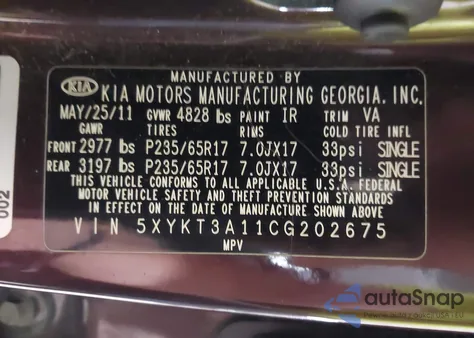 MANUFACTURED BY
KIA KIA MOTORS MANUFACTURING GEORGIA, INC.
MAY/25/11 GVWR 4828 lbs PAINT IR TRIM VA
GAWR TIRES RIMS COLD TIRE INFL
FRONT 2977 lbs P235/65R17 7.0JX17 33psi SINGLE
REAR 3197 lbs P235/65R17 7.0JX17 33psi SINGLE
THIS VEHICLE CONFORMS TO ALL APPLICABLE U.S.A. FEDERAL
MOTOR VEHICLE SAFETY AND THEFT PREVENTION STANDARDS
IN EFFECT ON THE DATE OF MANUFACTURE SHOWN ABOVE
VIN 5XYKT3A11CG202675
MPV
002
autoSnap